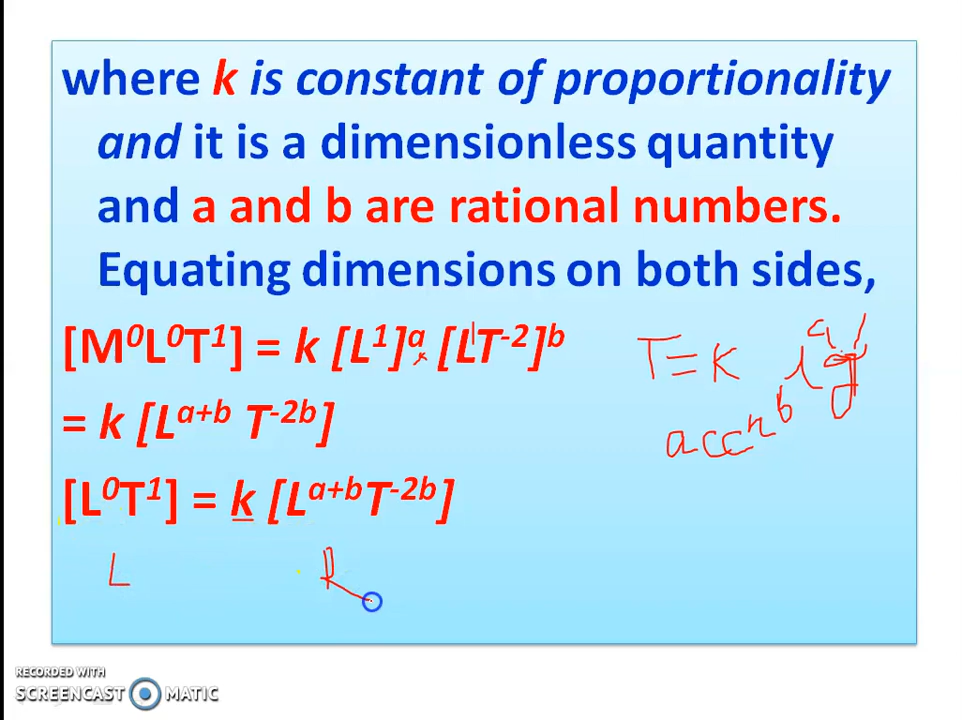 where k is constant of proportionality
and it is a dimensionless quantity
and a and b are rational numbers.
Equating dimensions on both sides,
[M⁰L⁰T¹] = k [L¹]ᵃ [LT⁻²]ᵇ
T = K l^a g
= k [Lᵃ⁺ᵇ T⁻²ᵇ]
acc^n b
[L⁰T¹] = k [Lᵃ⁺ᵇT⁻²ᵇ]
L R
RECORDED WITH
SCREENCAST MATIC